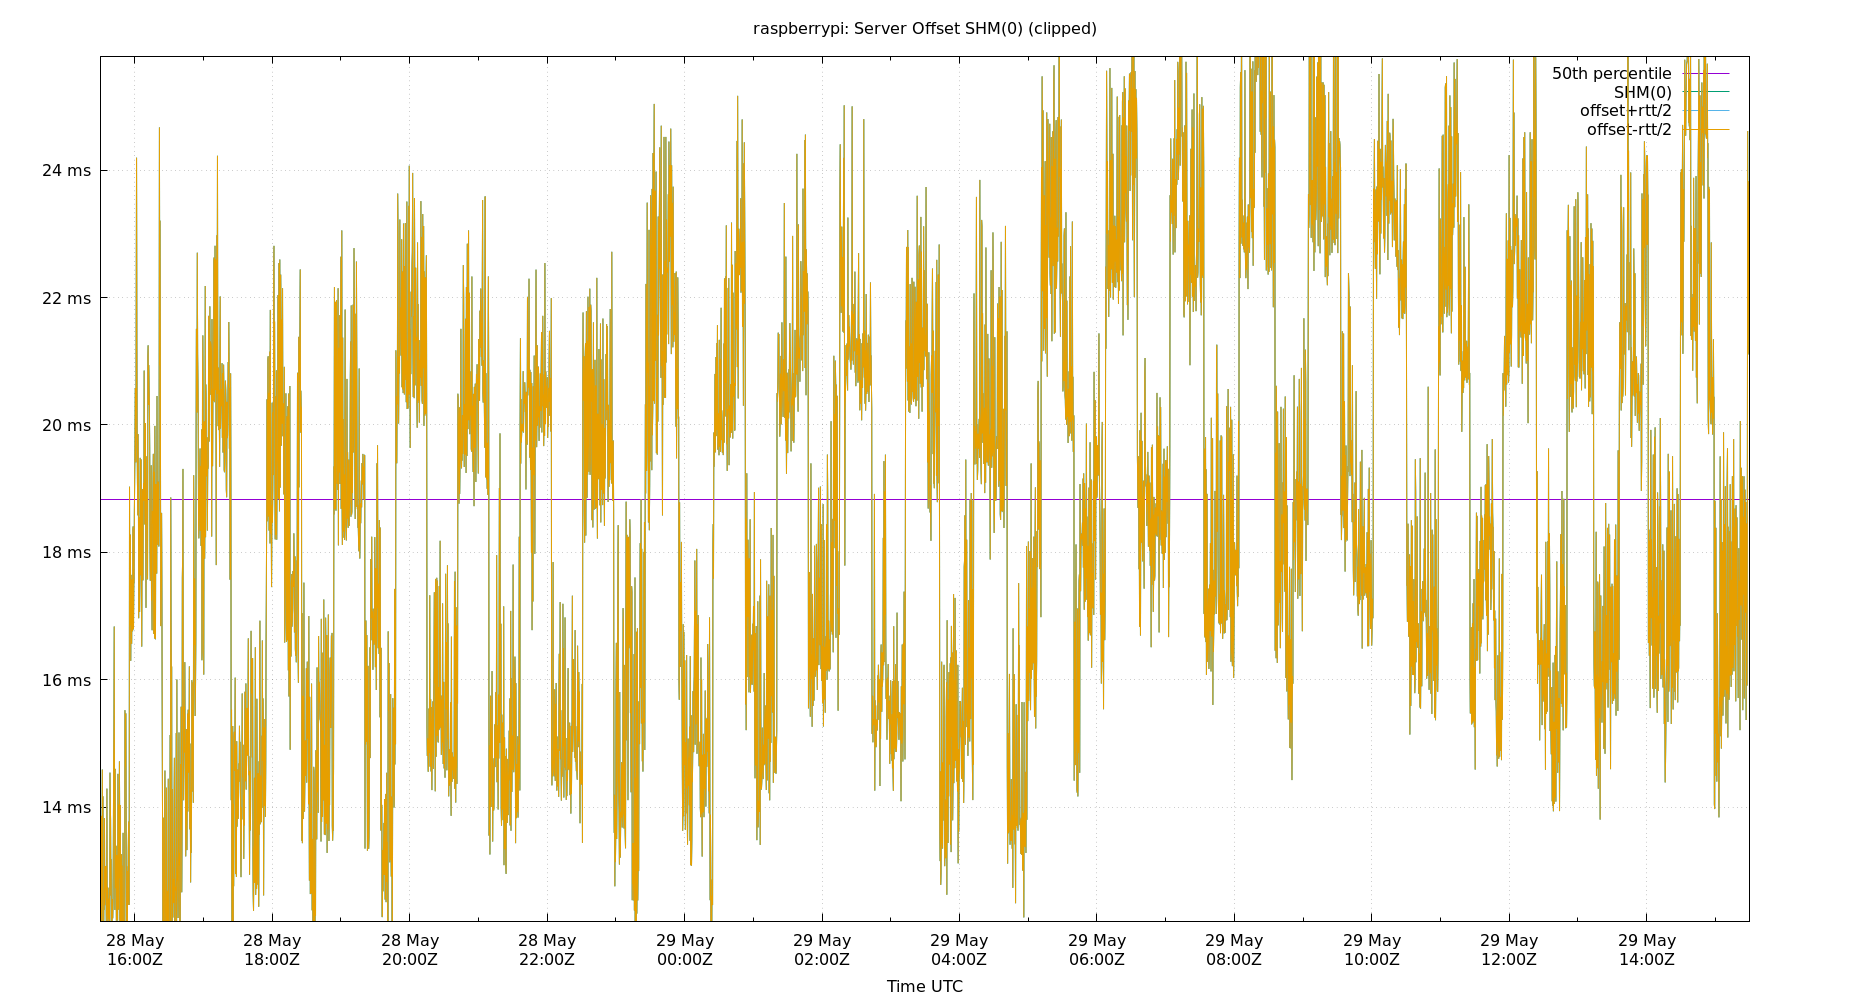 raspberrypi: Server Offset SHM(0) (clipped)
50th percentile
SHM(0)
offset+rtt/2
offset-rtt/2
24 ms
22 ms
20 ms
18 ms
16 ms
14 ms
28 May 28 May 28 May 28 May 29 May 29 May 29 May 29 May 29 May 29 May 29 May 29 May
16:00Z 18:00Z 20:00Z 22:00Z 00:00Z 02:00Z 04:00Z 06:00Z 08:00Z 10:00Z 12:00Z 14:00Z
Time UTC